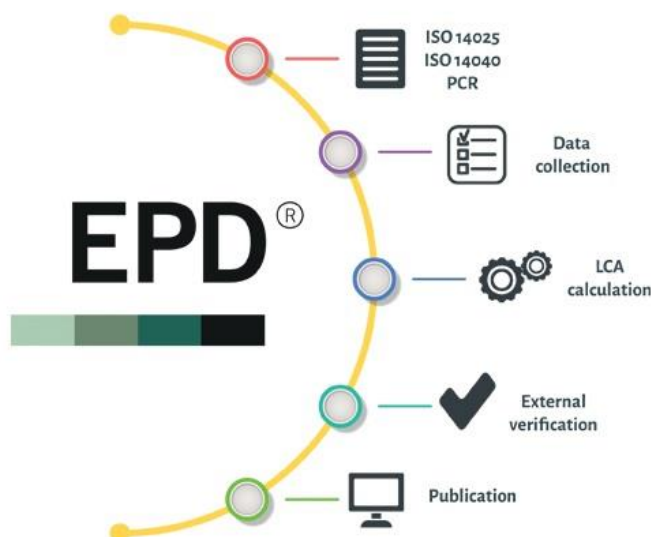 ISO 14025
ISO 14040
PCR
Data
collection
EPD®
LCA
calculation
External
verification
Publication